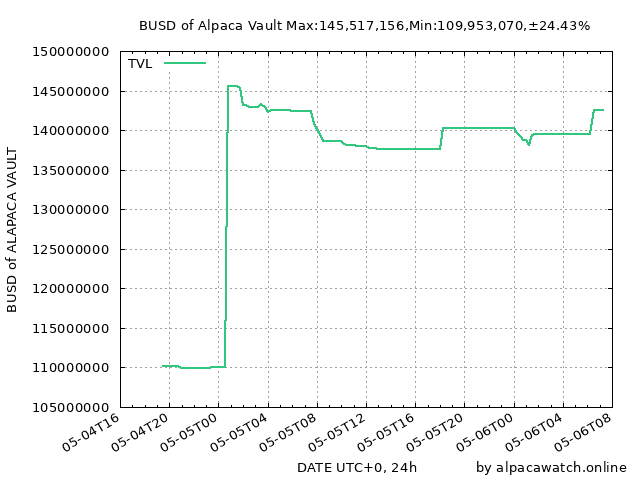 BUSD of Alpaca Vault Max:145,517,156,Min:109,953,070,±24.43%
TVL
150000000
145000000
140000000
135000000
130000000
125000000
120000000
115000000
110000000
105000000
BUSD of ALAPACA VAULT
05-04T16
05-04T20
05-05T00
05-05T04
05-05T08
05-05T12
05-05T16
05-05T20
05-06T00
05-06T04
05-06T08
DATE UTC+0, 24h
by alpacawatch.online